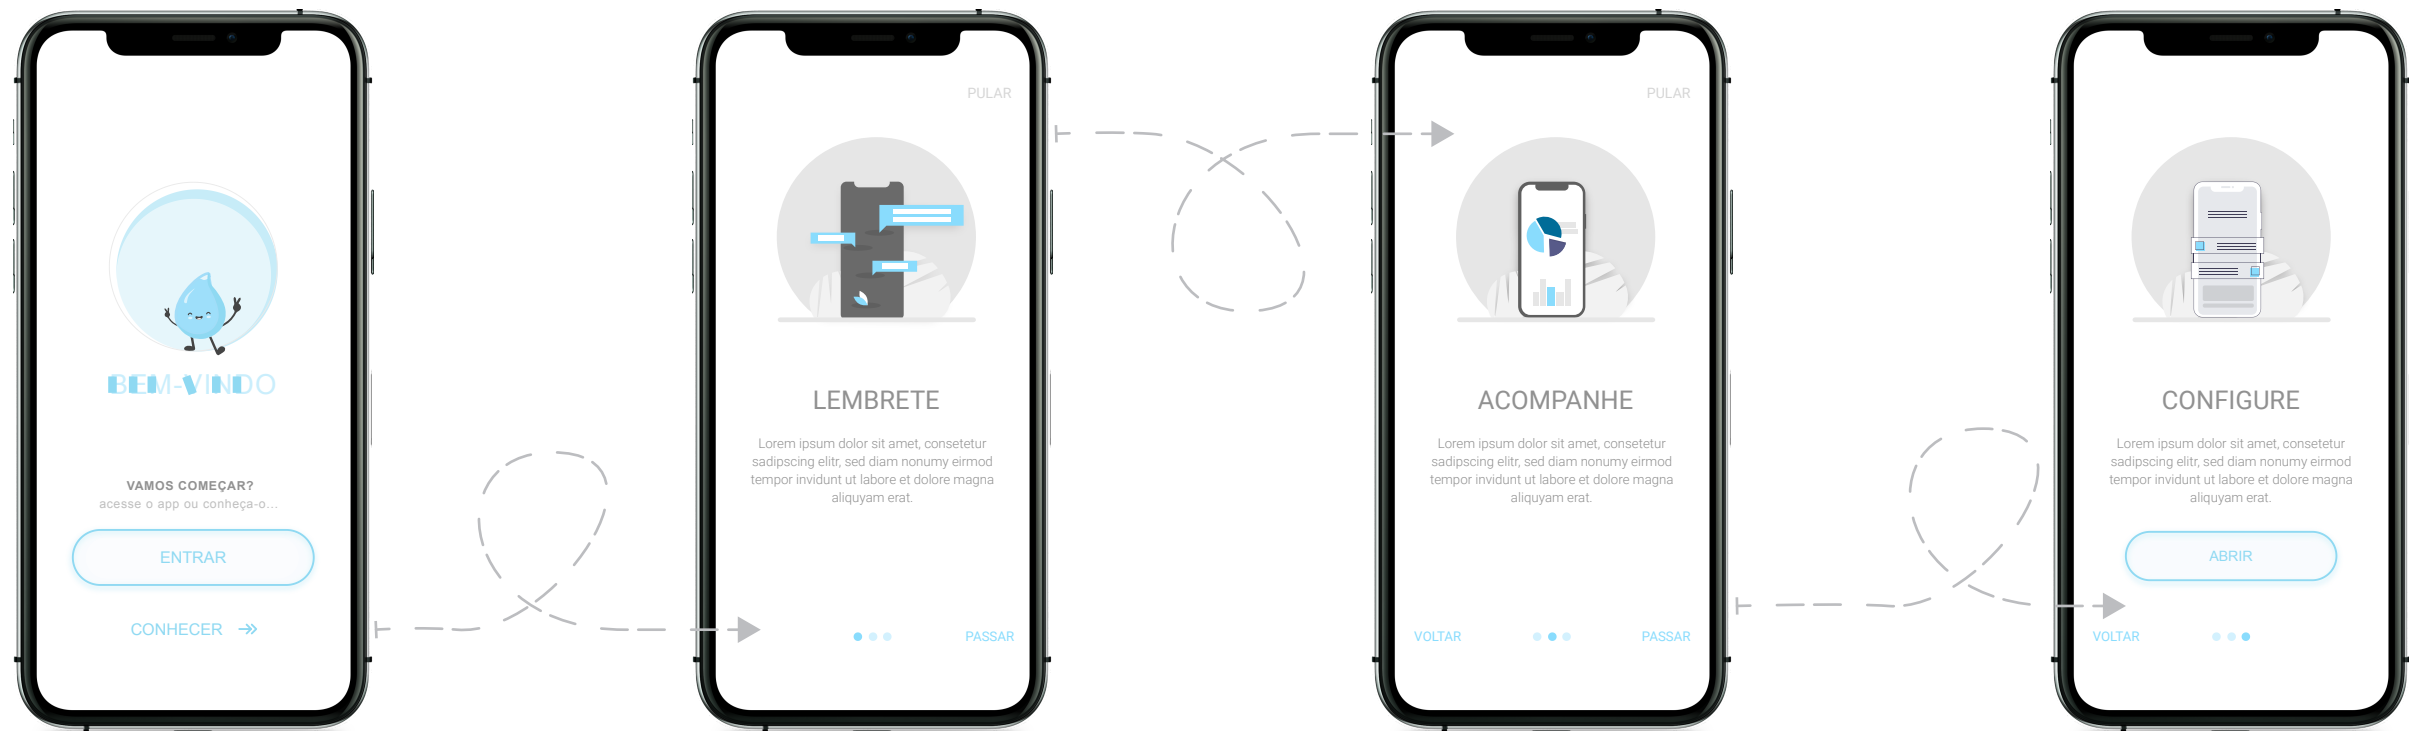 BEM-VINDO
VAMOS COMEÇAR?
acesse o app ou conheça-o...
ENTRAR
CONHECER
PULAR
LEMBRETE
Lorem ipsum dolor sit amet, consetetur
sadipscing elitr, sed diam nonumy eirmod
tempor invidunt ut labore et dolore magna
aliquyam erat.
PASSAR
PULAR
ACOMPANHE
Lorem ipsum dolor sit amet, consetetur
sadipscing elitr, sed diam nonumy eirmod
tempor invidunt ut labore et dolore magna
aliquyam erat.
VOLTAR
PASSAR
CONFIGURE
Lorem ipsum dolor sit amet, consetetur
sadipscing elitr, sed diam nonumy eirmod
tempor invidunt ut labore et dolore magna
aliquyam erat.
ABRIR
VOLTAR